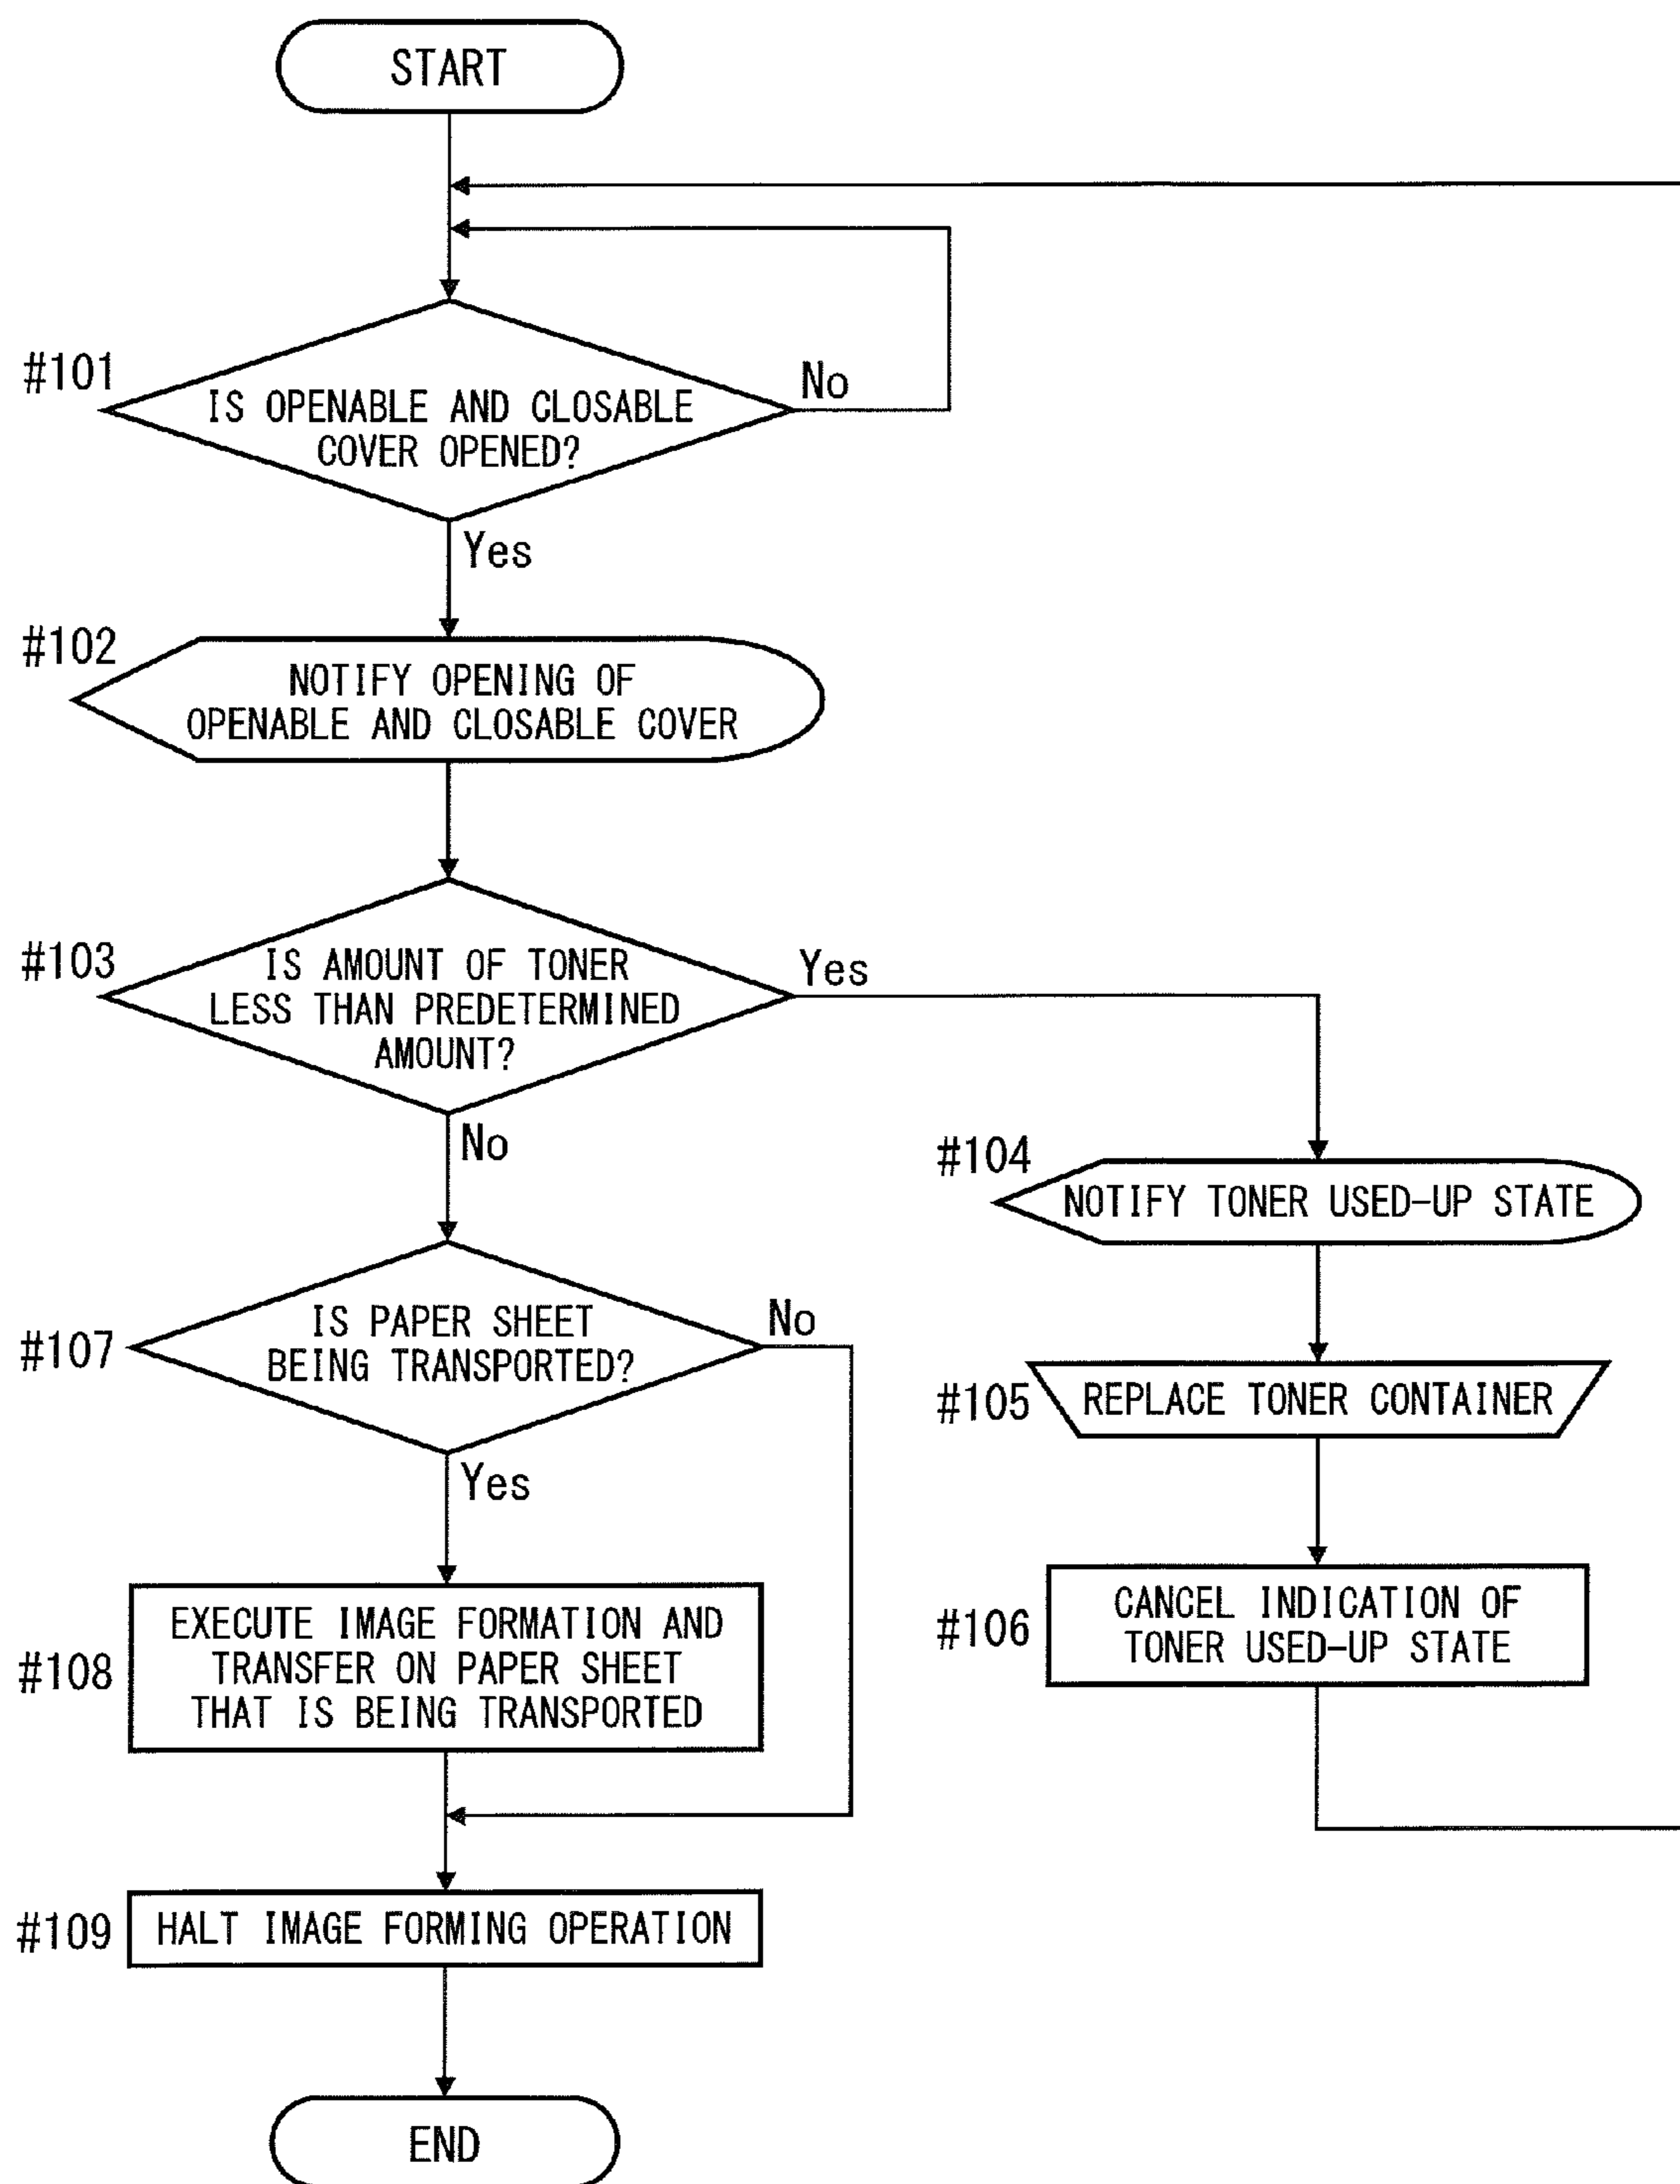 START
#101
IS OPENABLE AND CLOSABLE
COVER OPENED?
No
Yes
#102
NOTIFY OPENING OF
OPENABLE AND CLOSABLE COVER
#103
IS AMOUNT OF TONER
LESS THAN PREDETERMINED
AMOUNT?
Yes
No
#104
NOTIFY TONER USED-UP STATE
#105
REPLACE TONER CONTAINER
#106
CANCEL INDICATION OF
TONER USED-UP STATE
#107
IS PAPER SHEET
BEING TRANSPORTED?
No
Yes
#108
EXECUTE IMAGE FORMATION AND
TRANSFER ON PAPER SHEET
THAT IS BEING TRANSPORTED
#109
HALT IMAGE FORMING OPERATION
END